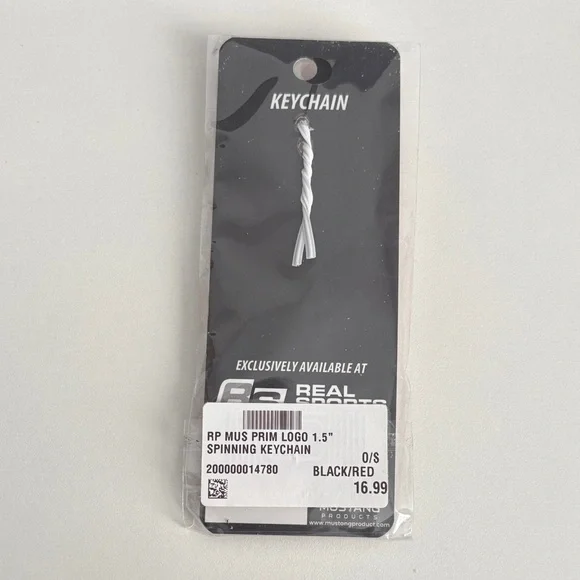 KEYCHAIN
EXCLUSIVELY AVAILABLE AT
REAL
SPORTS
RP MUS PRIM LOGO 1.5"
SPINNING KEYCHAIN
O/S
200000014780 BLACK/RED
16.99
MUSTANG
PRODUCTS
www.mustangproduct.com